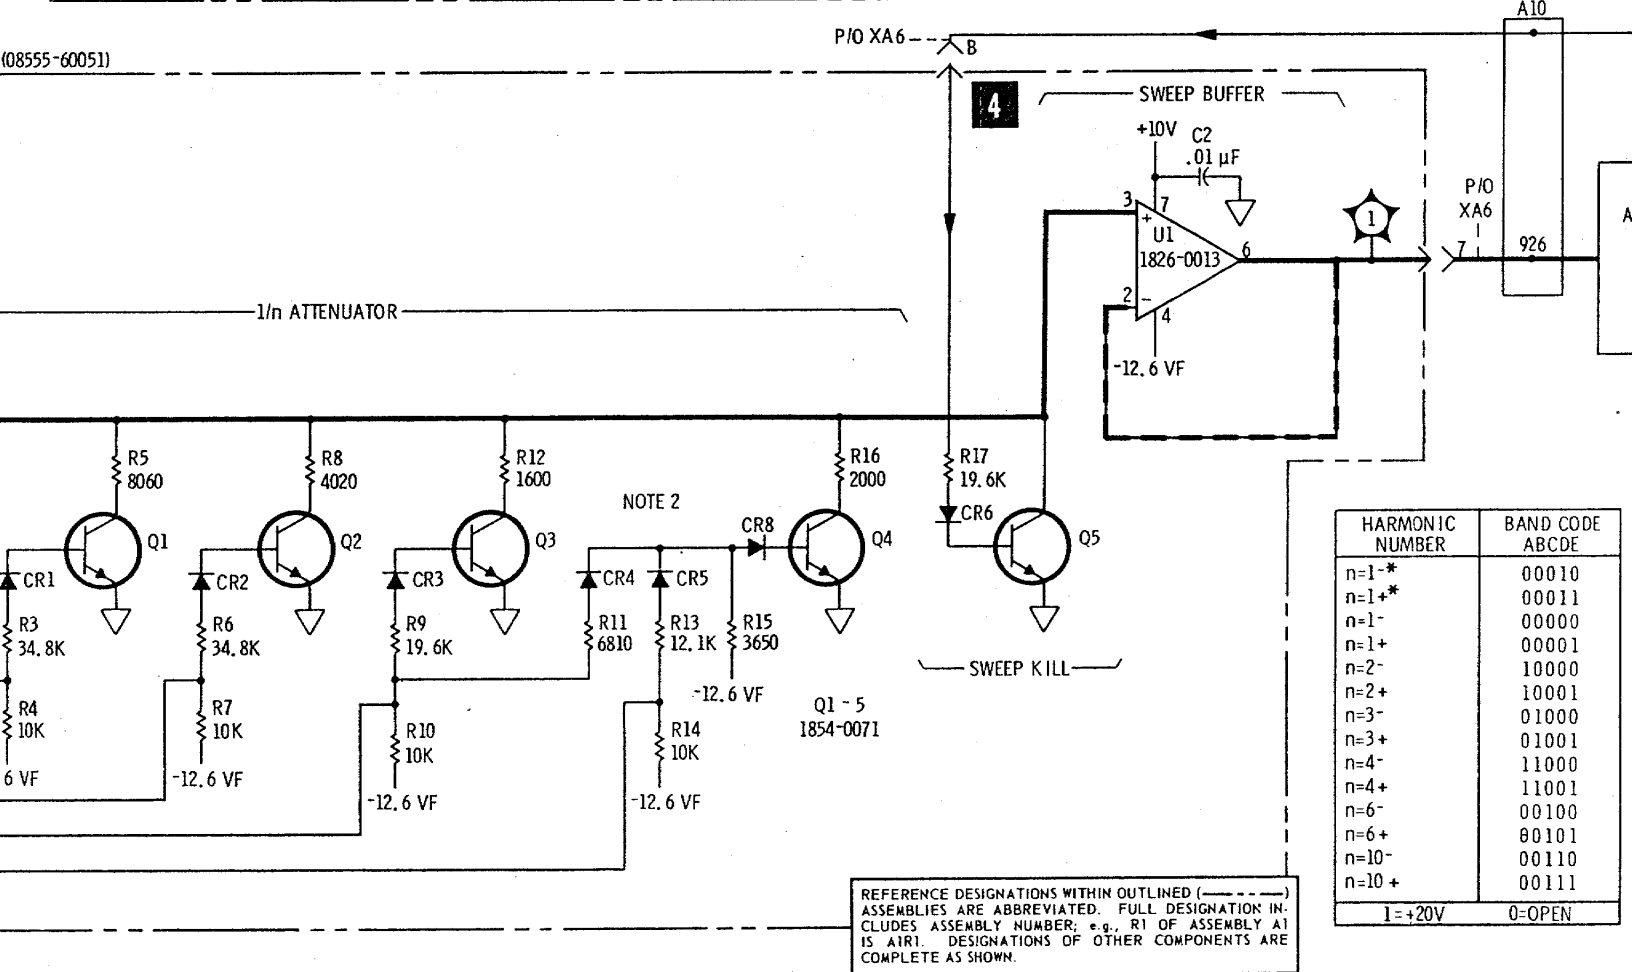 A10
P/O XA6
B
(08555-60051)
4
SWEEP BUFFER
+10V
C2
.01 µF
P/O
XA6
3
7
+
U1
1826-0013
6
1
7
926
A
2
-
4
-12.6 VF
1/n ATTENUATOR
R5
8060
R8
4020
R12
1600
R16
2000
R17
19.6K
NOTE 2
CR8
CR6
Q1
Q2
Q3
Q4
Q5
CR1
CR2
CR3
CR4
CR5
R3
34.8K
R6
34.8K
R9
19.6K
R11
6810
R13
12.1K
R15
3650
SWEEP KILL
-12.6 VF
R4
10K
R7
10K
R10
10K
R14
10K
Q1 - 5
1854-0071
6 VF
-12.6 VF
-12.6 VF
-12.6 VF
HARMONIC NUMBER
BAND CODE ABCDE
n=1-* 00010
n=1+* 00011
n=1- 00000
n=1+ 00001
n=2- 10000
n=2+ 10001
n=3- 01000
n=3+ 01001
n=4- 11000
n=4+ 11001
n=6- 00100
n=6+ 00101
n=10- 00110
n=10+ 00111
1=+20V 0=OPEN
REFERENCE DESIGNATIONS WITHIN OUTLINED (—— - - ——)
ASSEMBLIES ARE ABBREVIATED. FULL DESIGNATION IN-
CLUDES ASSEMBLY NUMBER; e.g., R1 OF ASSEMBLY A1
IS A1R1. DESIGNATIONS OF OTHER COMPONENTS ARE
COMPLETE AS SHOWN.